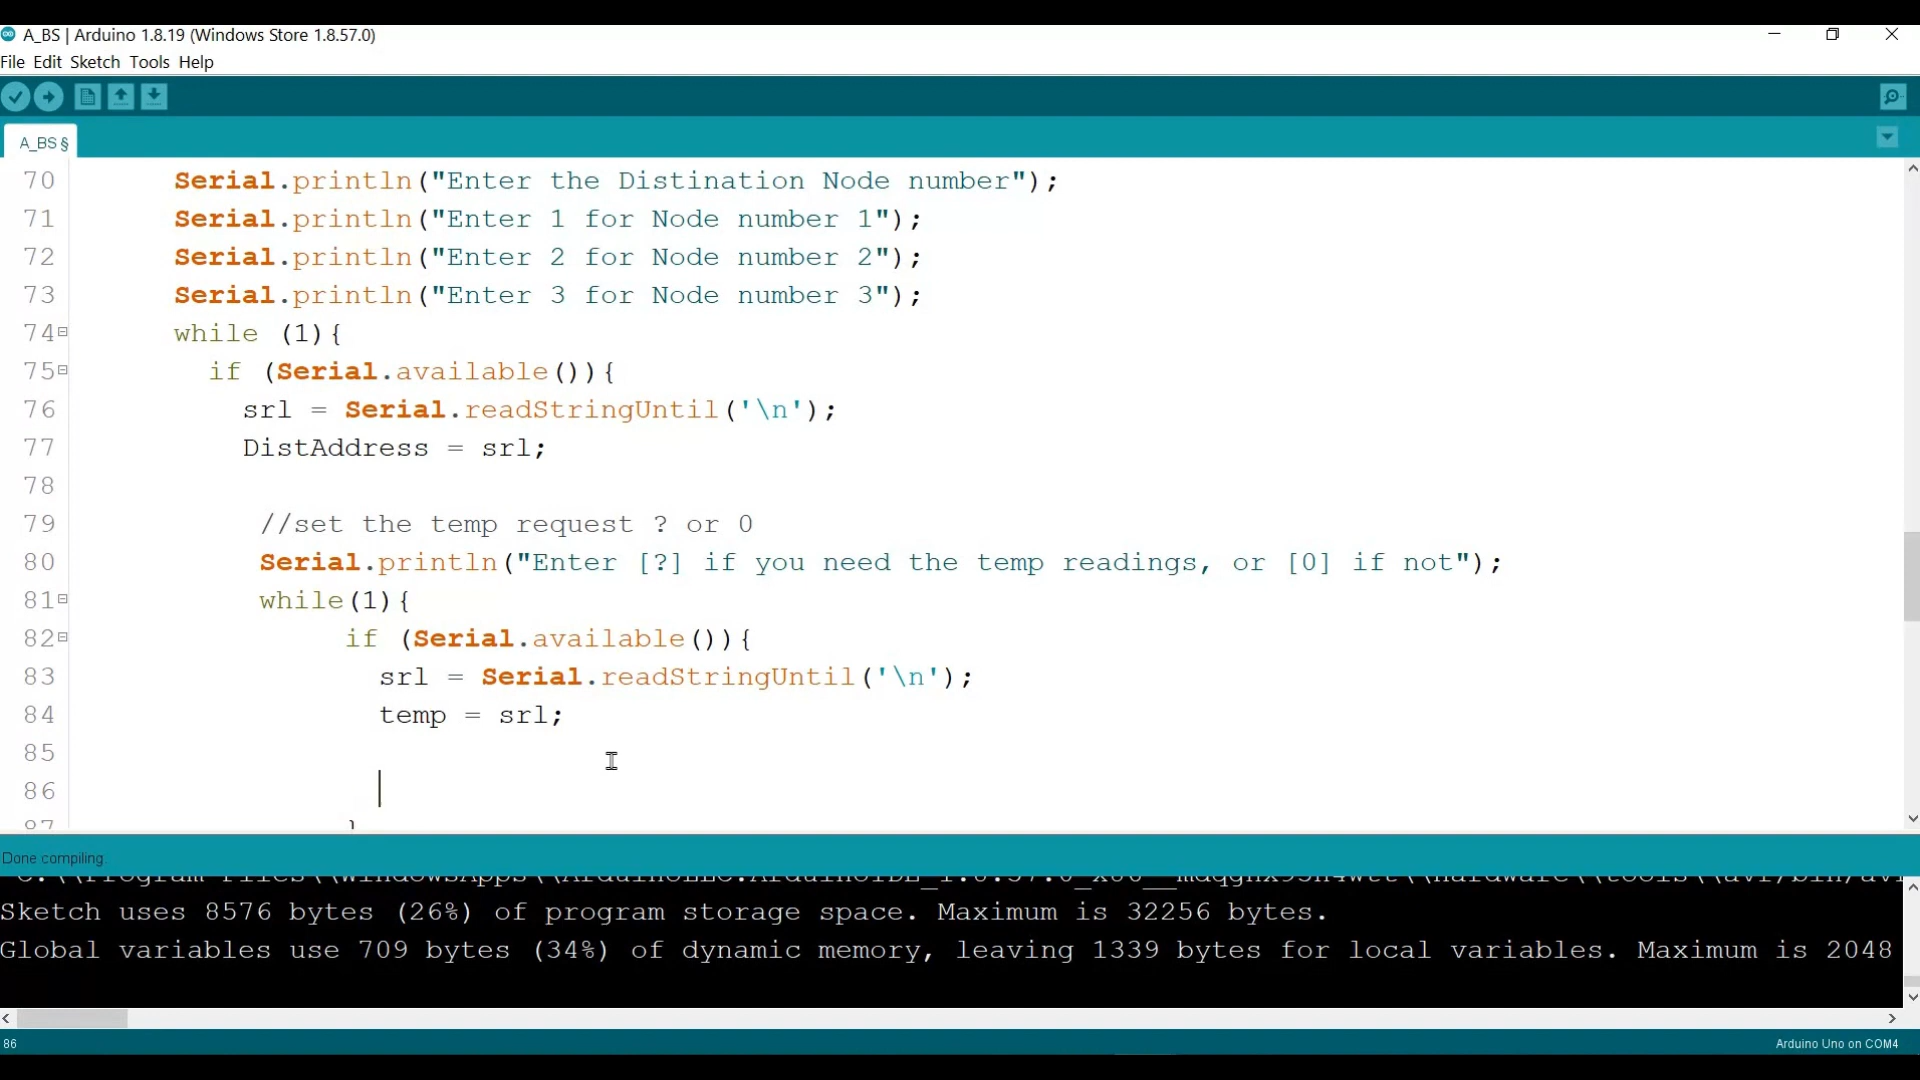 A_BS | Arduino 1.8.19 (Windows Store 1.8.57.0)
File Edit Sketch Tools Help
A_BS §
70 Serial.println("Enter the Distination Node number");
71 Serial.println("Enter 1 for Node number 1");
72 Serial.println("Enter 2 for Node number 2");
73 Serial.println("Enter 3 for Node number 3");
74 while (1){
75 if (Serial.available()){
76 srl = Serial.readStringUntil('\n');
77 DistAddress = srl;
78
79 //set the temp request ? or 0
80 Serial.println("Enter [?] if you need the temp readings, or [0] if not");
81 while(1){
82 if (Serial.available()){
83 srl = Serial.readStringUntil('\n');
84 temp = srl;
85
86
87 }
Done compiling.
Sketch uses 8576 bytes (26%) of program storage space. Maximum is 32256 bytes.
Global variables use 709 bytes (34%) of dynamic memory, leaving 1339 bytes for local variables. Maximum is 2048
86
Arduino Uno on COM4